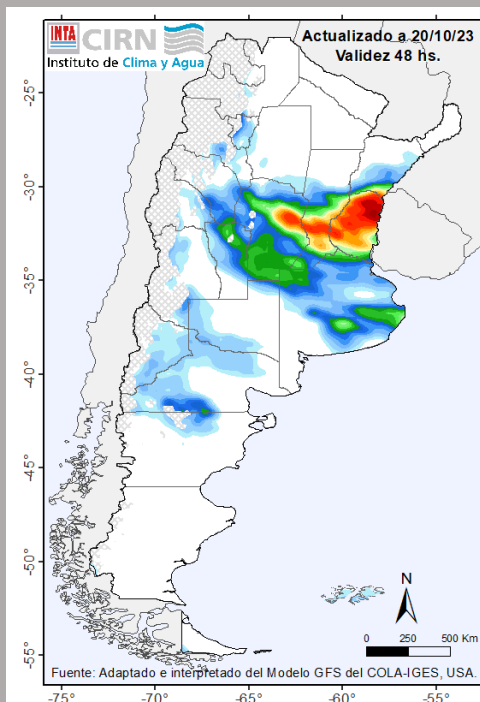 INTA CIRN
Instituto de Clima y Agua
Actualizado a 20/10/23
Validez 48 hs.
-25°
-30°
-35°
-40°
-45°
-50°
-55°
N
0 250 500 Km
Fuente: Adaptado e interpretado del Modelo GFS del COLA-IGES, USA.
-75° -70° -65° -60° -55°